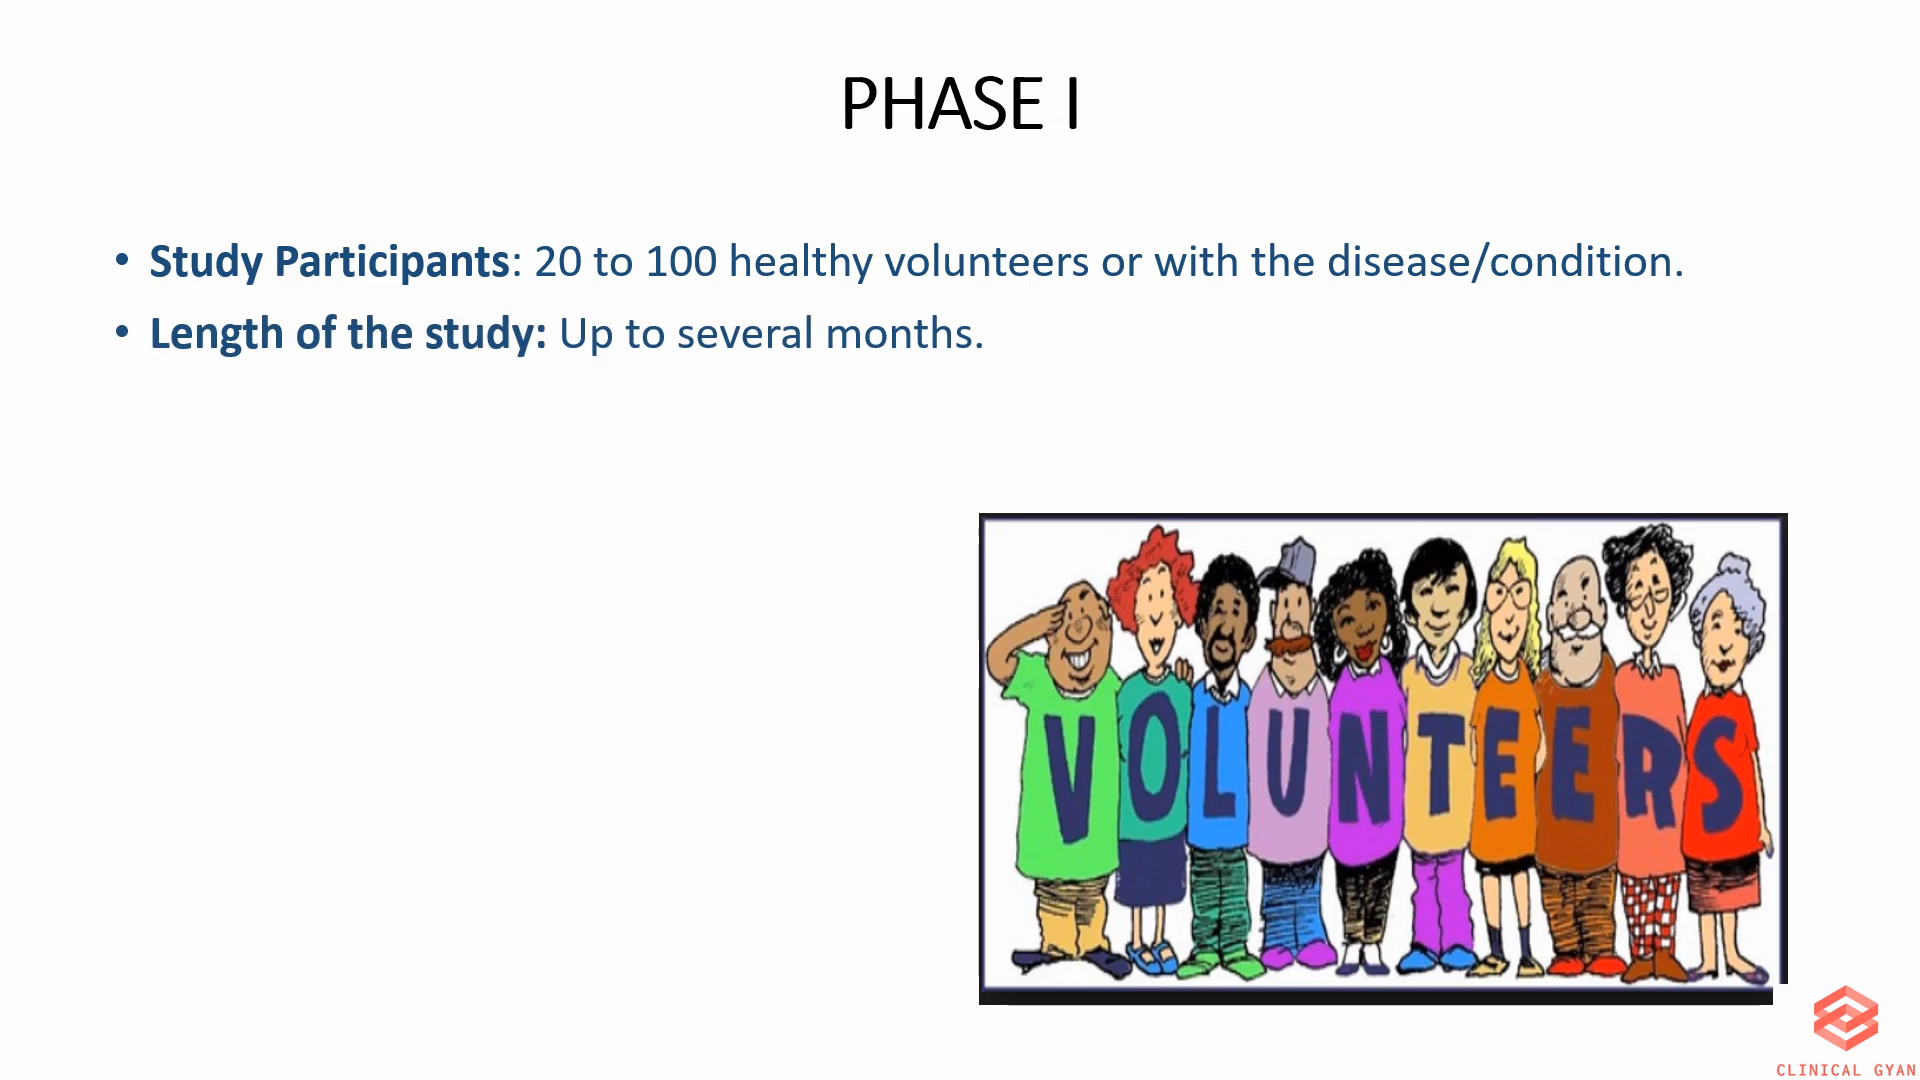 PHASE I
• Study Participants: 20 to 100 healthy volunteers or with the disease/condition.
• Length of the study: Up to several months.
VOLUNTEERS
CLINICAL GYAN